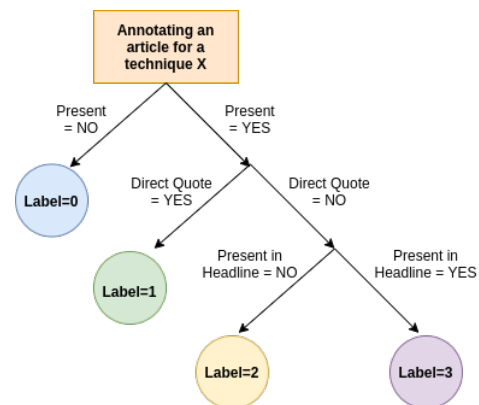 Annotating an
article for a
technique X
Present
= NO
Present
= YES
Direct Quote
= YES
Direct Quote
= NO
Label=0
Present in
Headline = NO
Present in
Headline = YES
Label=1
Label=2
Label=3